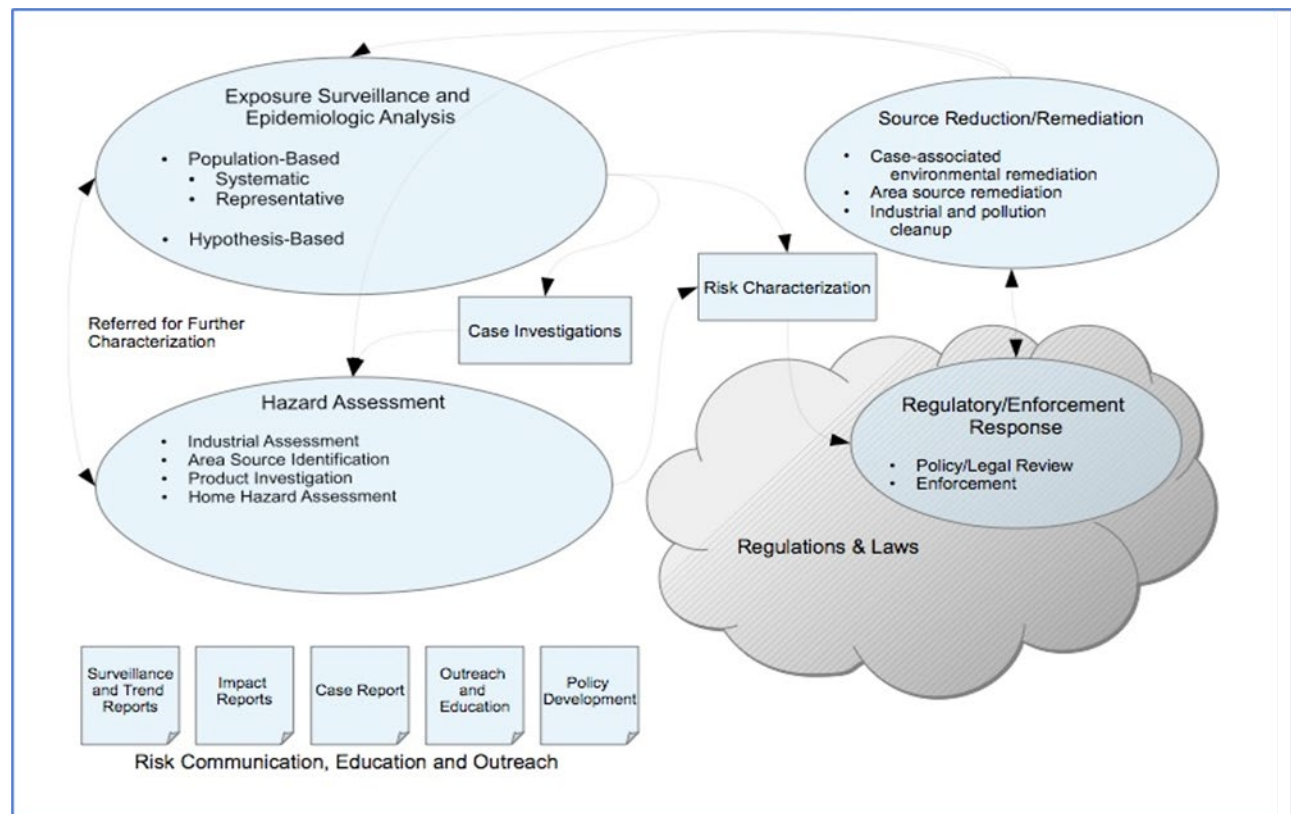 Exposure Surveillance and
Epidemiologic Analysis
• Population-Based
• Systematic
• Representative
• Hypothesis-Based
Source Reduction/Remediation
• Case-associated
environmental remediation
• Area source remediation
• Industrial and pollution
cleanup
Risk Characterization
Case Investigations
Referred for Further
Characterization
Hazard Assessment
• Industrial Assessment
• Area Source Identification
• Product Investigation
• Home Hazard Assessment
Regulatory/Enforcement
Response
• Policy/Legal Review
• Enforcement
Regulations & Laws
Surveillance
and Trend
Reports
Impact
Reports
Case Report
Outreach
and
Education
Policy
Development
Risk Communication, Education and Outreach